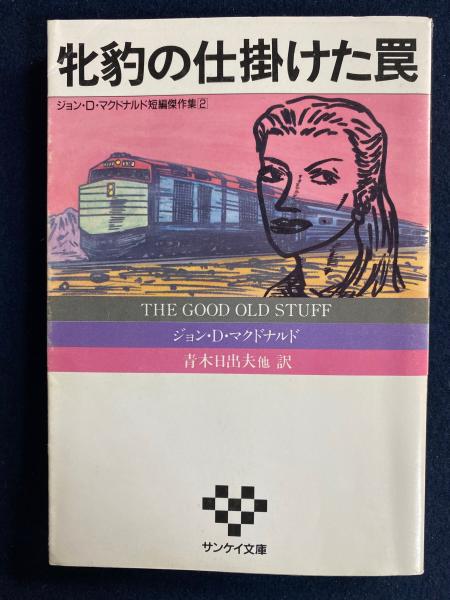 牝豹の仕掛けた罠
ジョン・D・マクドナルド短編傑作集[2]
THE GOOD OLD STUFF
ジョン・D・マクドナルド
青木日出夫他 訳
サンケイ文庫